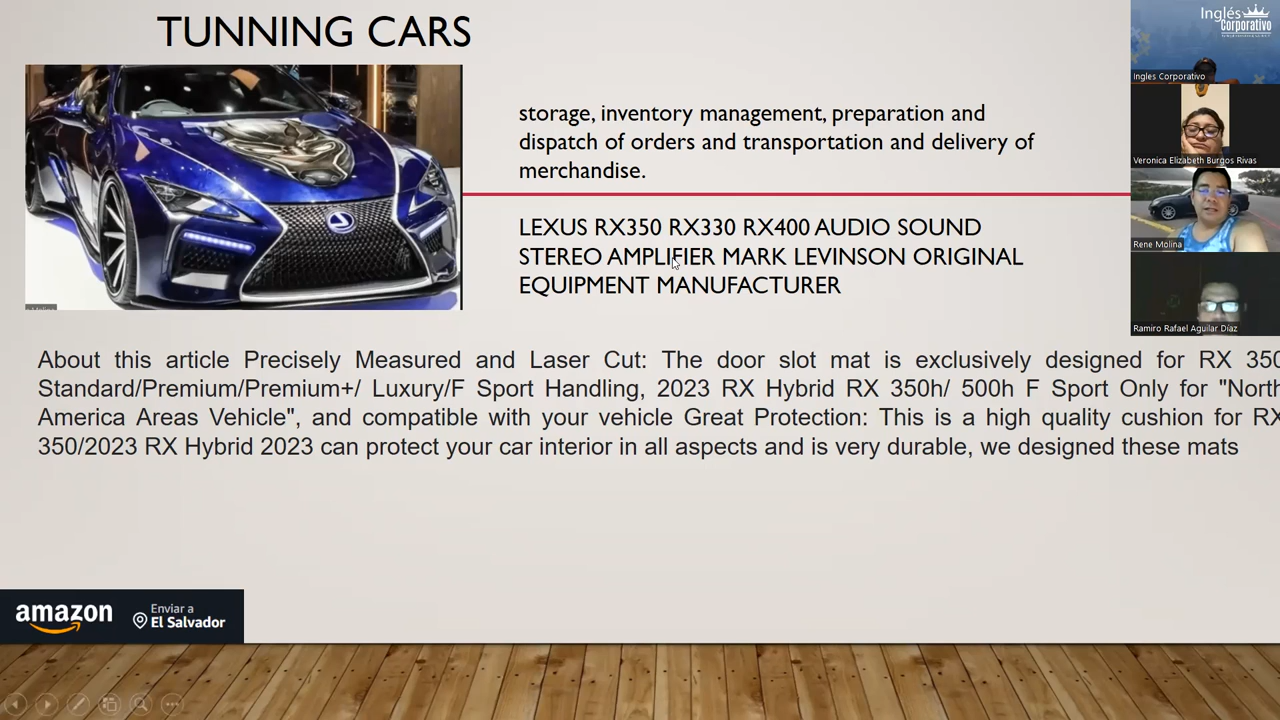 TUNNING CARS
storage, inventory management, preparation and
dispatch of orders and transportation and delivery of
merchandise.
LEXUS RX350 RX330 RX400 AUDIO SOUND
STEREO AMPLIFIER MARK LEVINSON ORIGINAL
EQUIPMENT MANUFACTURER
About this article Precisely Measured and Laser Cut: The door slot mat is exclusively designed for RX 350
Standard/Premium/Premium+/ Luxury/F Sport Handling, 2023 RX Hybrid RX 350h/ 500h F Sport Only for "North
America Areas Vehicle", and compatible with your vehicle Great Protection: This is a high quality cushion for RX
350/2023 RX Hybrid 2023 can protect your car interior in all aspects and is very durable, we designed these mats
amazon
Enviar a
El Salvador
Inglés
Corporativo
Ingles Corporativo
Veronica Elizabeth Burgos Rivas
Rene Molina
Ramiro Rafael Aguilar Díaz